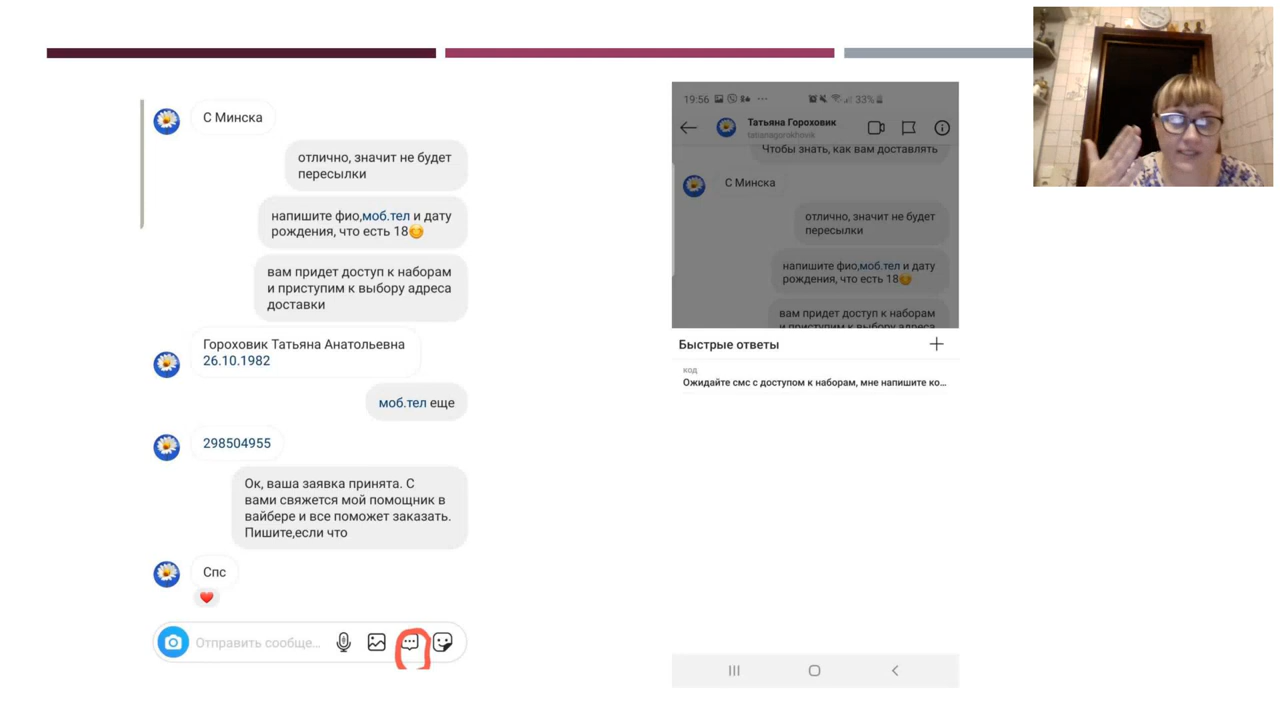 С Минска
отлично, значит не будет
пересылки
напишите фио,моб.тел и дату
рождения, что есть 18😊
вам придет доступ к наборам
и приступим к выбору адреса
доставки
Гороховик Татьяна Анатольевна
26.10.1982
моб.тел еще
298504955
Ок, ваша заявка принята. С
вами свяжется мой помощник в
вайбере и все поможет заказать.
Пишите,если что
Спс
Отправить сообще...
19:56
33%
Татьяна Гороховик
tatianagorokhovik
Чтобы знать, как вам доставлять
С Минска
отлично, значит не будет
пересылки
напишите фио,моб.тел и дату
рождения, что есть 18😊
вам придет доступ к наборам
и приступим к выбору адреса
Быстрые ответы
код
Ожидайте смс с доступом к наборам, мне напишите ко...